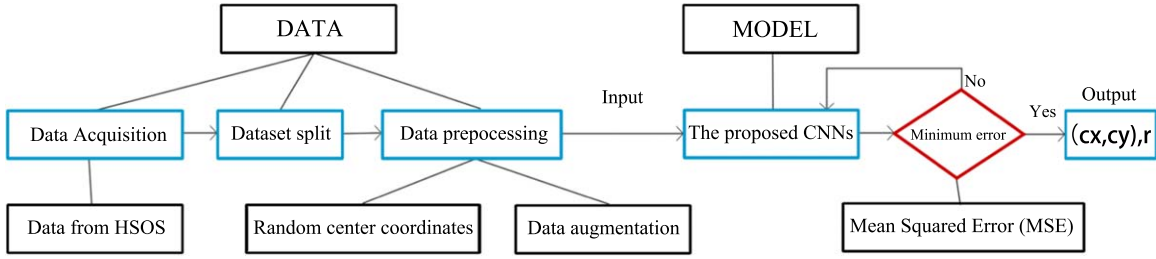 DATA
MODEL
Input
No
Yes
Output
Data Acquisition
Dataset split
Data prepocessing
The proposed CNNs
Minimum error
(cx,cy),r
Data from HSOS
Random center coordinates
Data augmentation
Mean Squared Error (MSE)